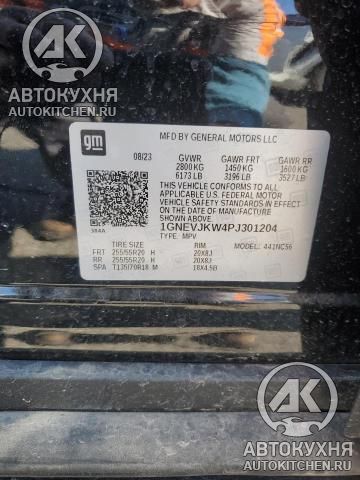 AK
АВТОКУХНЯ
AUTOKITCHEN.RU
gm
MFD BY GENERAL MOTORS LLC
08/23 GVWR GAWR FRT GAWR RR
2800 KG 1450 KG 1600 KG
6173 LB 3196 LB 3527 LB
THIS VEHICLE CONFORMS TO ALL
APPLICABLE U.S. FEDERAL MOTOR
VEHICLE SAFETY STANDARDS IN EFFECT
ON THE DATE OF MANUFACTURE
SHOWN ABOVE.
1GNEVJKW4PJ301204
TYPE: MPV
TIRE SIZE RIM MODEL: 441NC56
FRT 255/55R20 H 20X8J
RR 255/55R20 H 20X8J
SPA T135/70R18 M 18X4.5B
AK
АВТОКУХНЯ
AUTOKITCHEN.RU